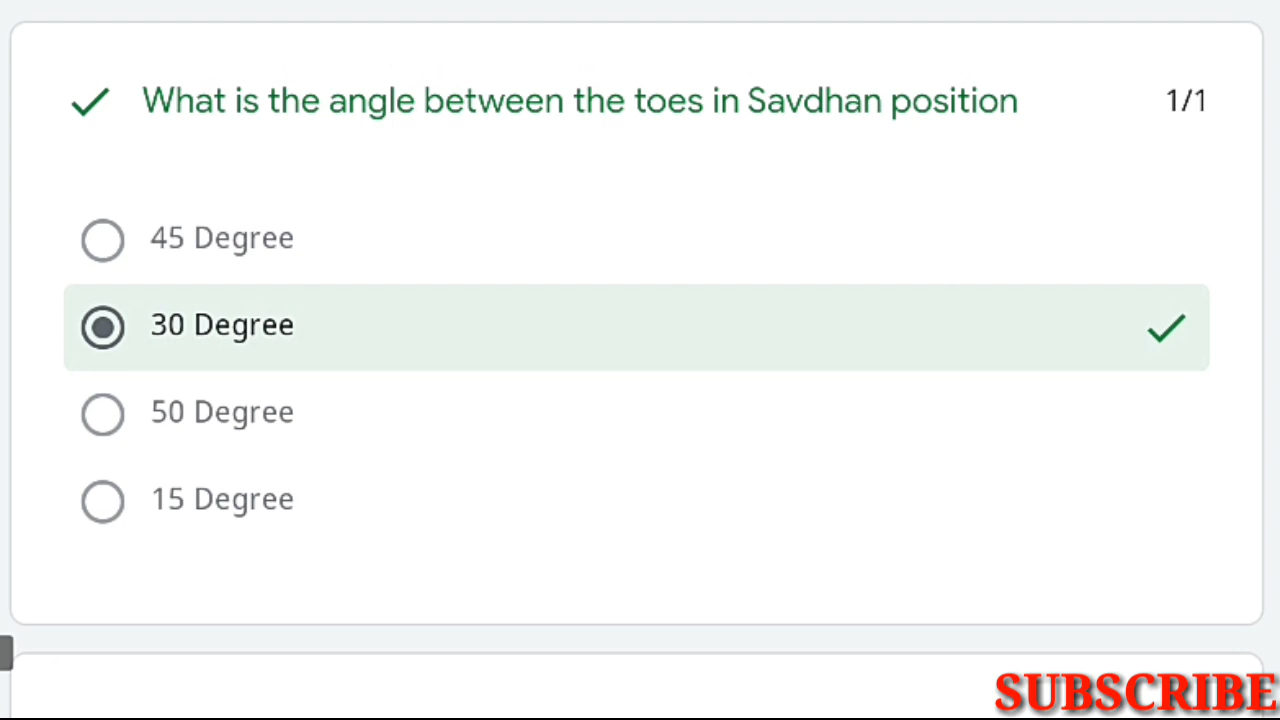 What is the angle between the toes in Savdhan position 1/1
45 Degree
30 Degree
50 Degree
15 Degree
SUBSCRIBE